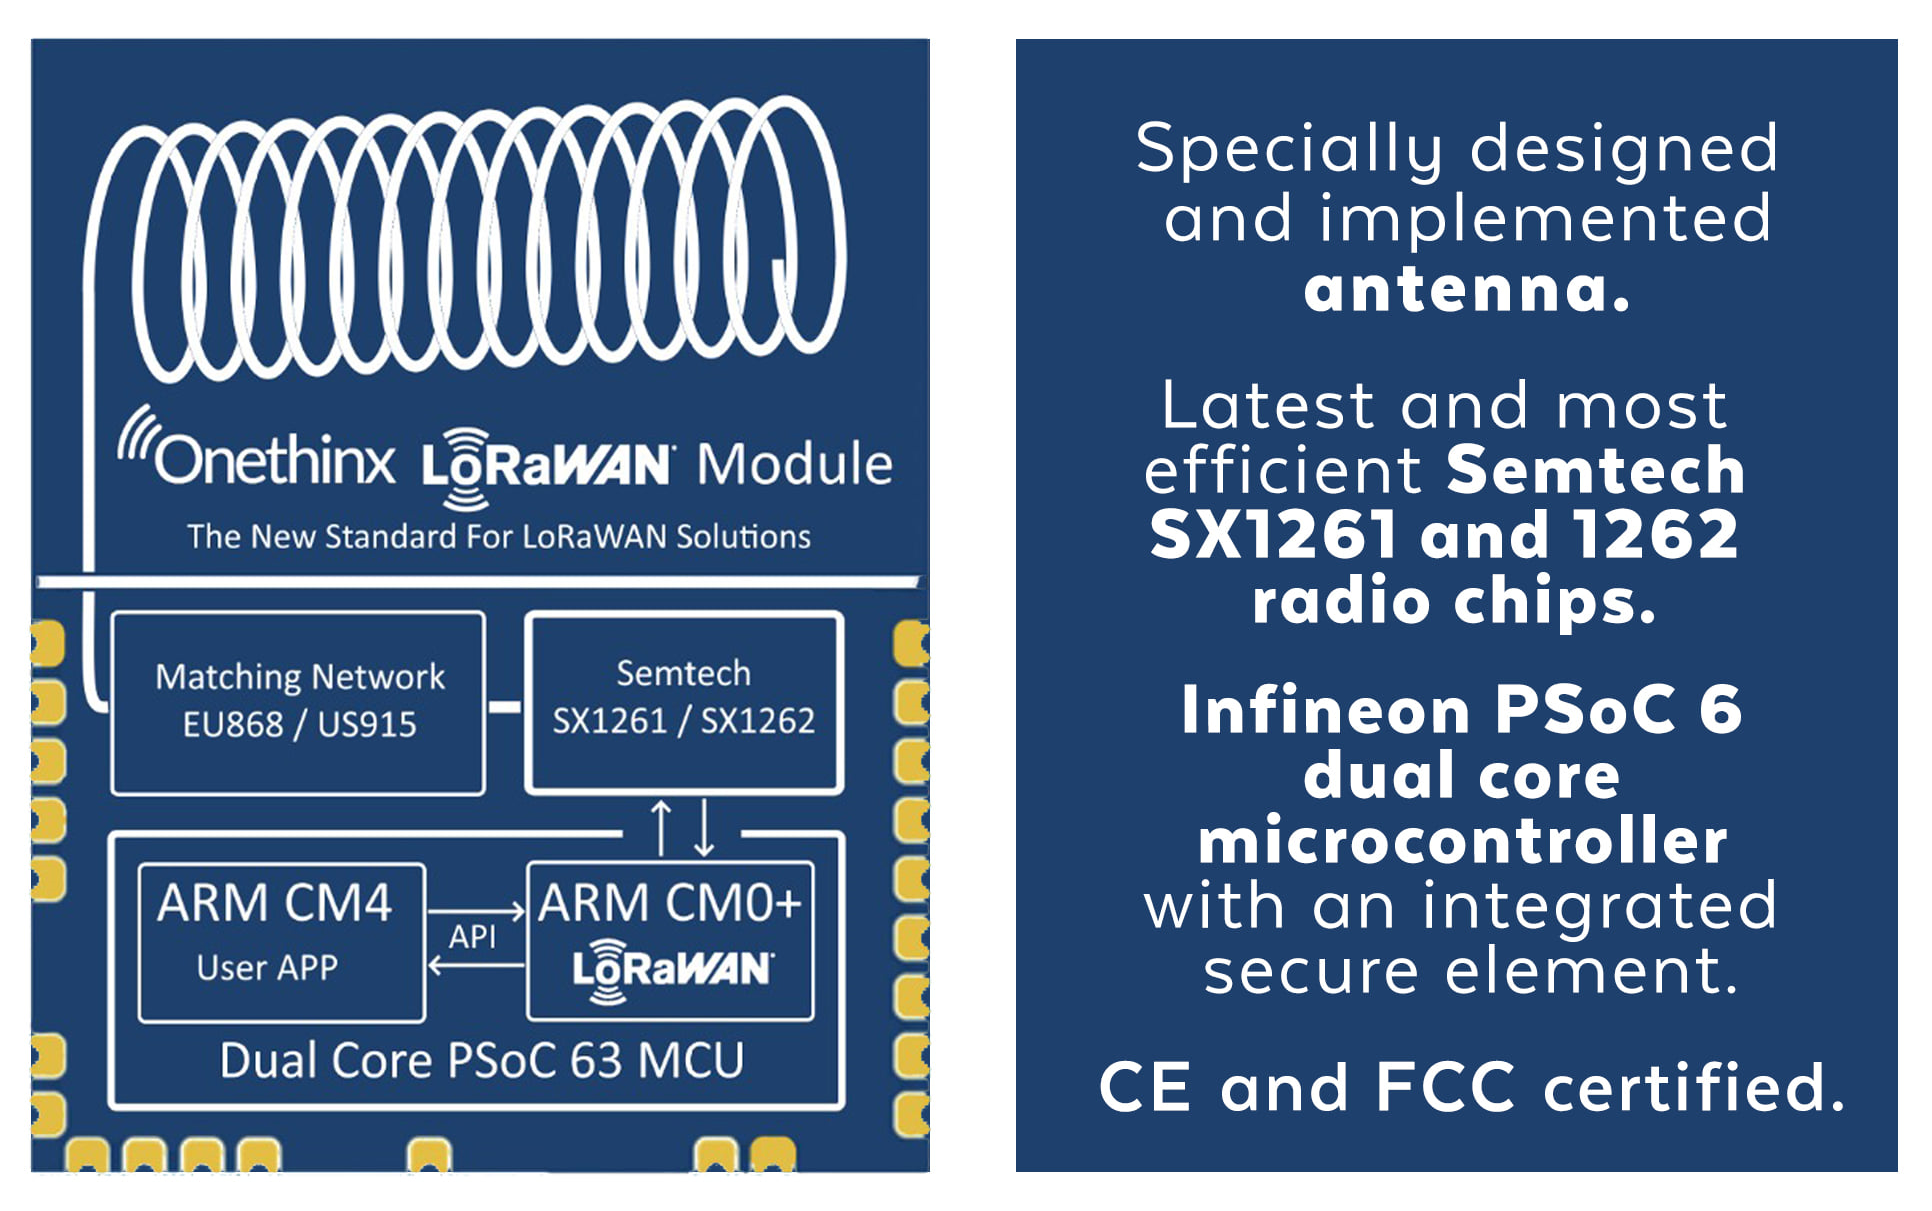 Onethinx LoRaWAN Module
The New Standard For LoRaWAN Solutions
Matching Network
EU868 / US915
Semtech
SX1261 / SX1262
ARM CM4
User APP
API
ARM CM0+
LoRaWAN
Dual Core PSoC 63 MCU
Specially designed
and implemented
antenna.
Latest and most
efficient Semtech
SX1261 and 1262
radio chips.
Infineon PSoC 6
dual core
microcontroller
with an integrated
secure element.
CE and FCC certified.